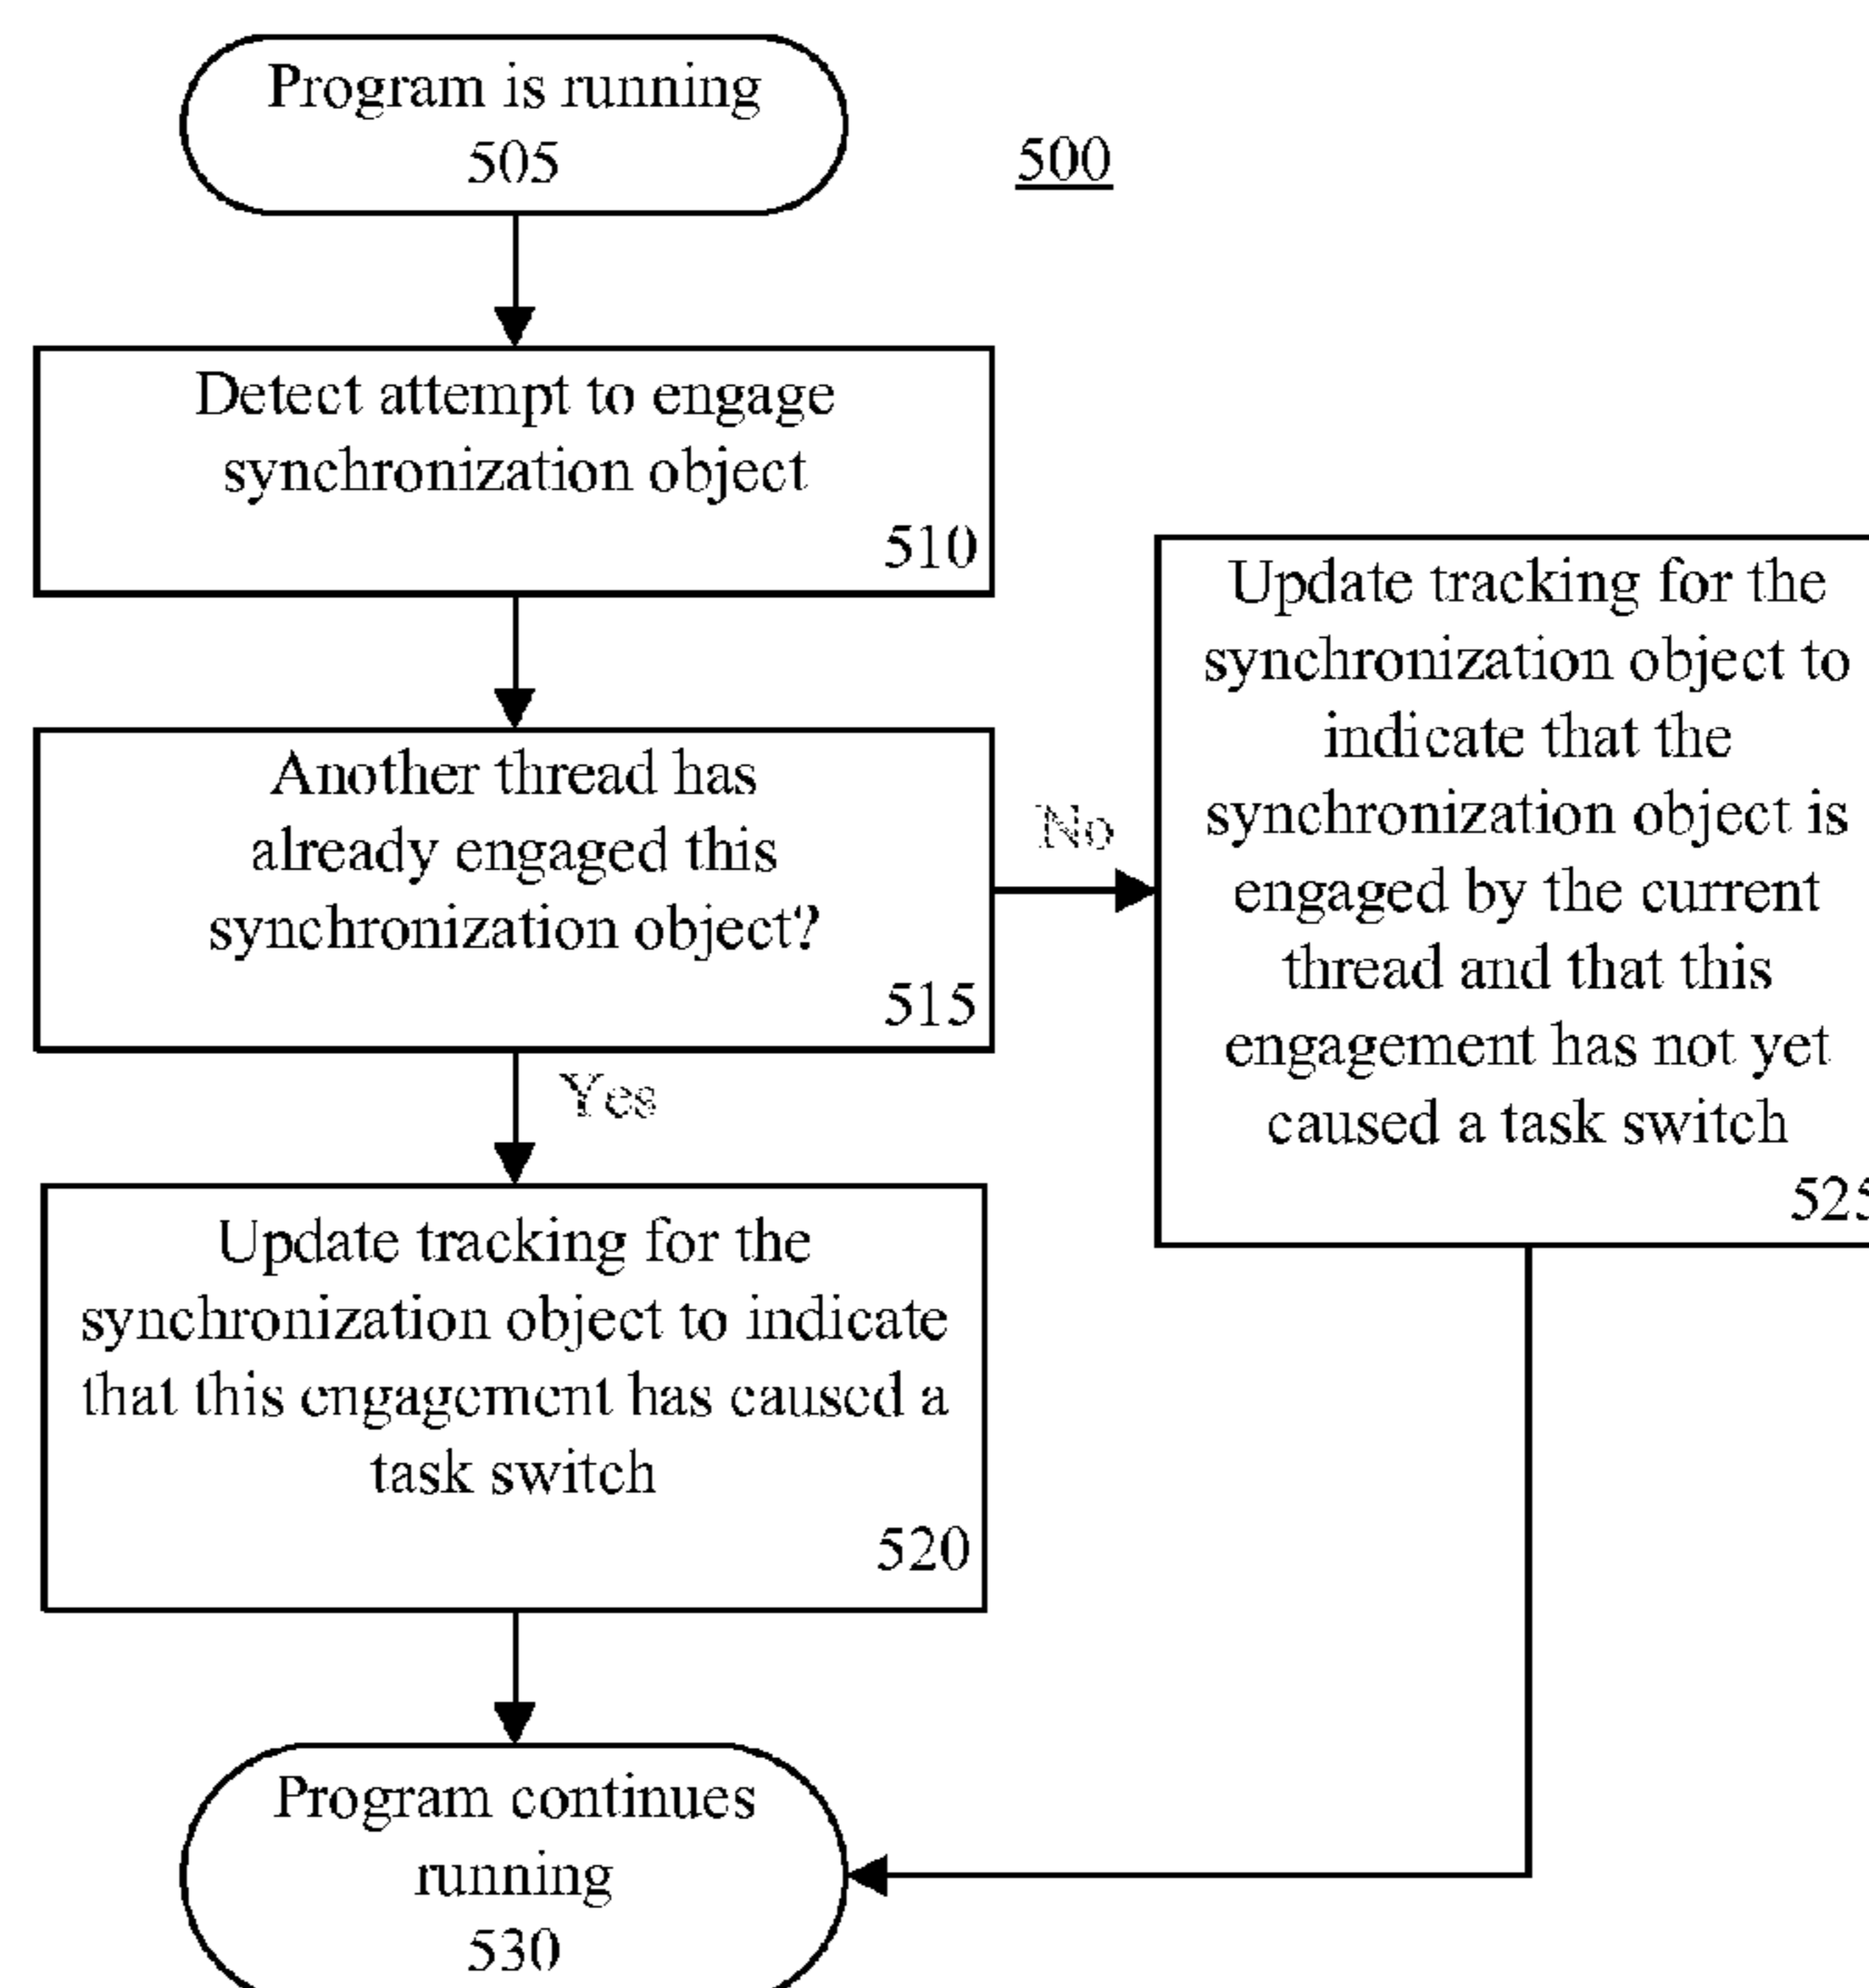 Program is running
505
500
Detect attempt to engage
synchronization object
510
Another thread has
already engaged this
synchronization object?
515
No
Yes
Update tracking for the
synchronization object to
indicate that the
synchronization object is
engaged by the current
thread and that this
engagement has not yet
caused a task switch
525
Update tracking for the
synchronization object to indicate
that this engagement has caused a
task switch
520
Program continues
running
530